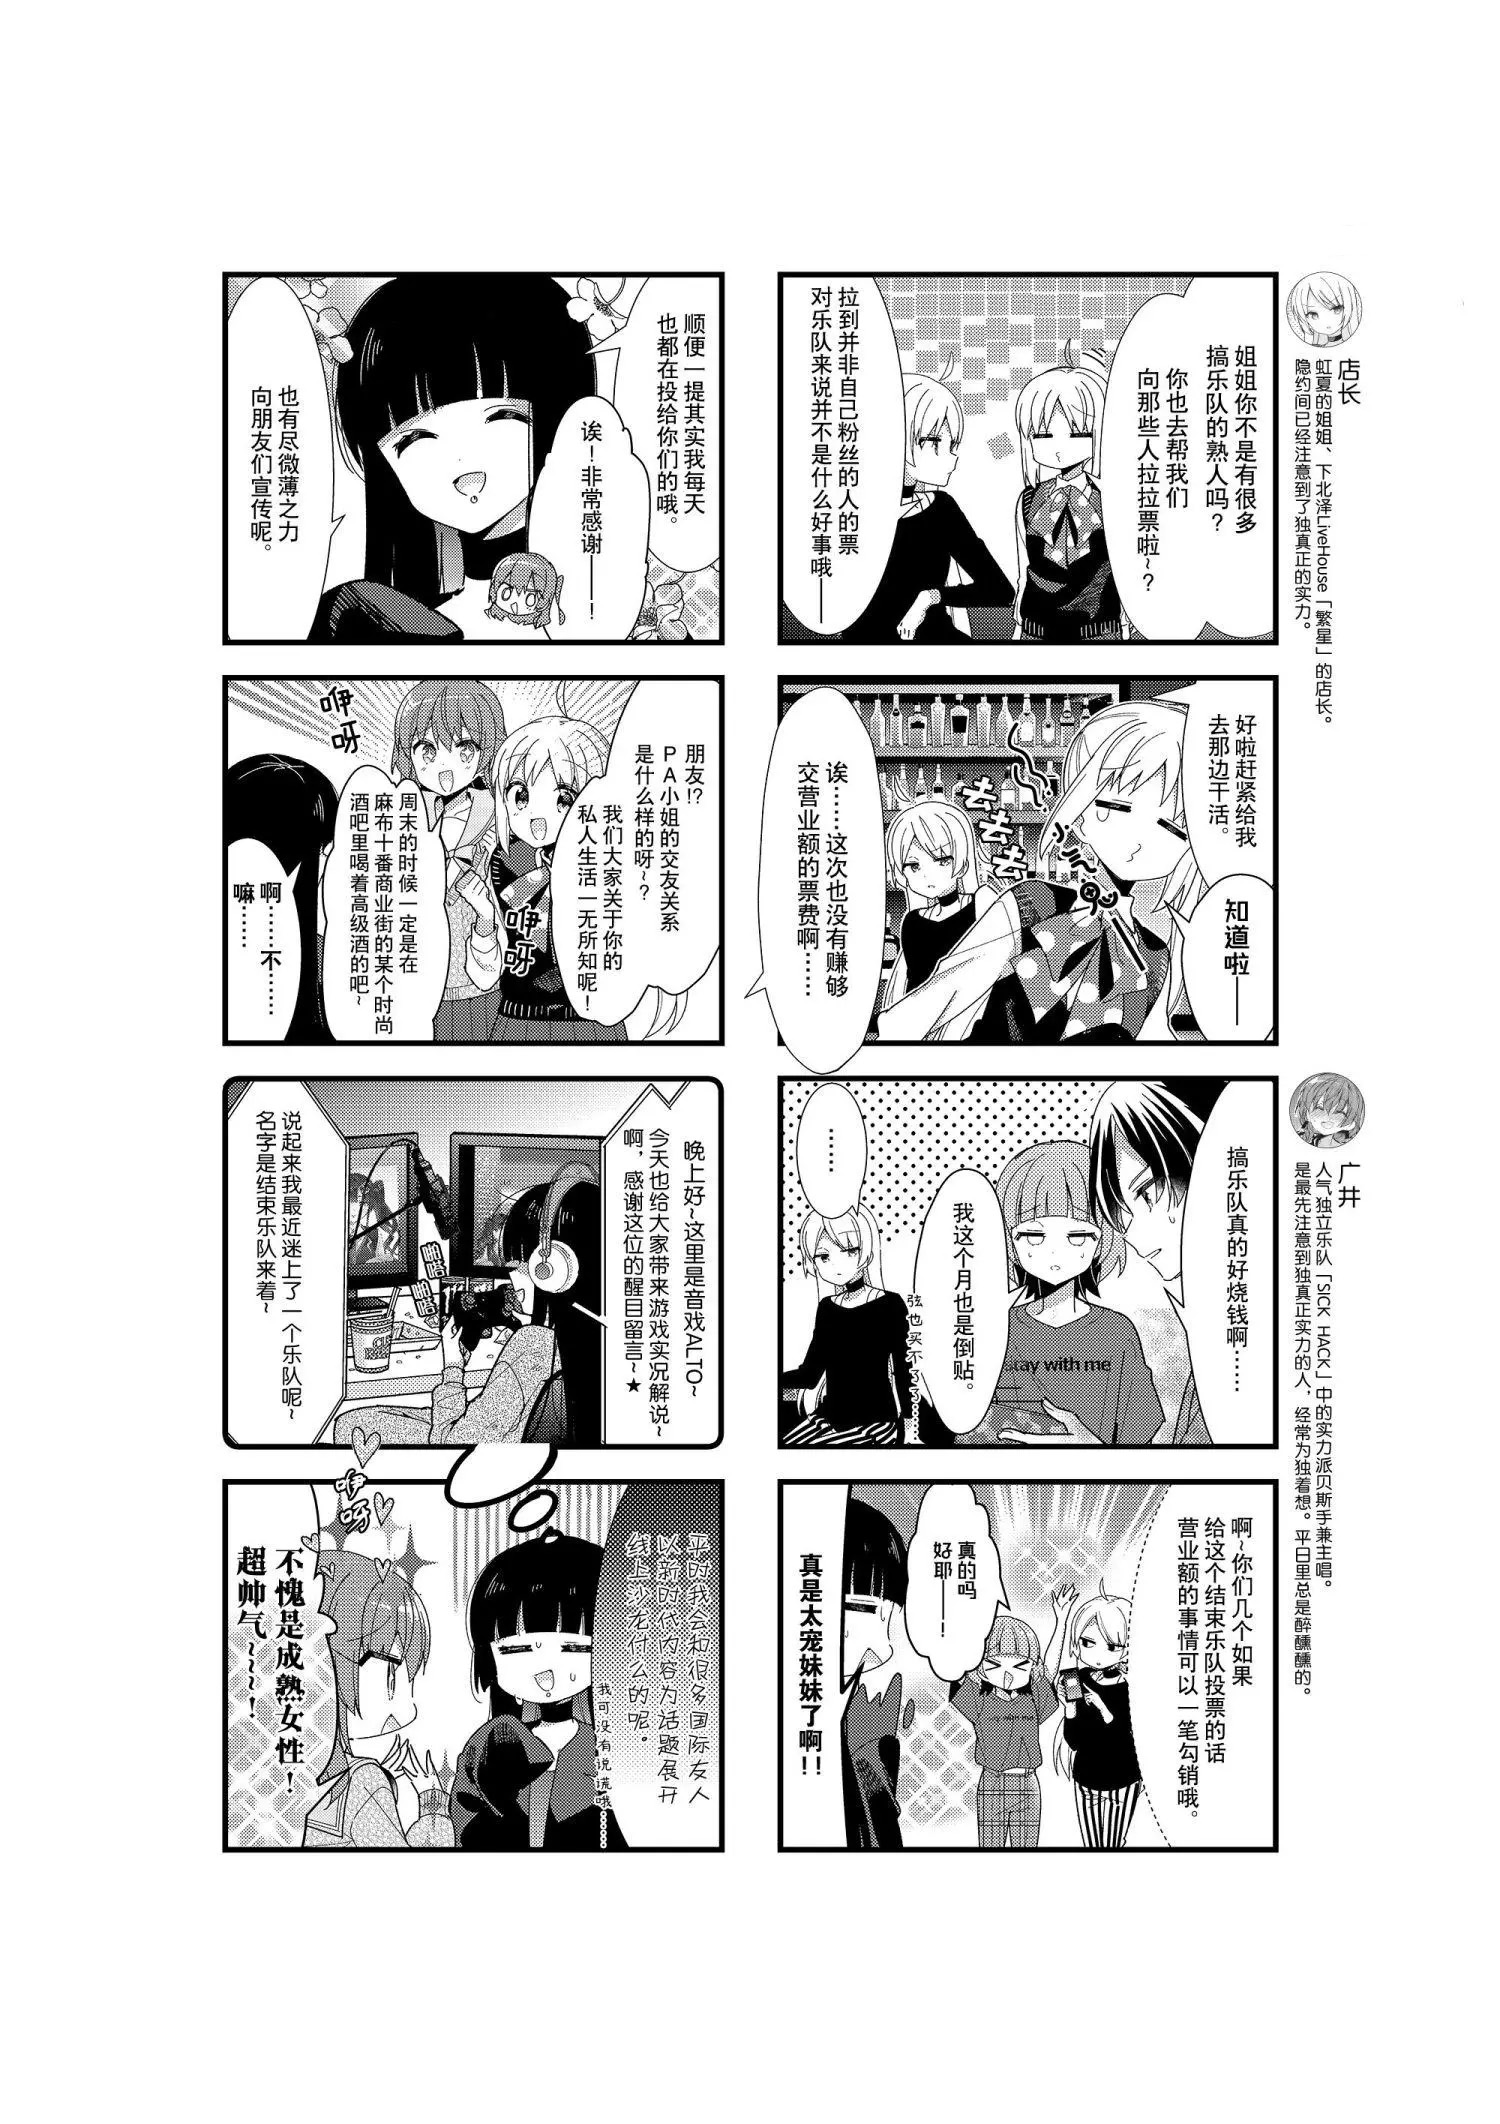 店长
虹夏的姐姐、下北泽LiveHouse「繁星」的店长。
隐约间已经注意到了独真正的实力。
姐姐你不是有很多
搞乐队的熟人吗？
你也去帮我们
向那些人拉拉票啦~？
拉到并非自己粉丝的人的票
对乐队来说并不是什么好事哦——
好啦赶紧给我
去那边干活。
知道啦——
去去去
诶……这次也没有赚够
交营业额的票费啊……
广井
人气独立乐队「SICK HACK」中的实力派贝斯手兼主唱。
是最先注意到独真正实力的人，经常为独着想。平日里总是醉醺醺的。
搞乐队真的好烧钱啊……
我这个月也是倒贴。
stay with me
弦也买不了了……
……
啊~你们几个如果
给这个结束乐队投票的话
营业额的事情可以一笔勾销哦。
真的吗
好耶——！
真是太宠妹妹了啊！！
顺便一提其实我每天
也都在投给你们的哦。
诶！非常感谢——！
也有尽微薄之力
向朋友们宣传呢。
朋友!?
ＰＡ小姐的交友关系
是什么样的呀~？
我们大家关于你的
私人生活一无所知呢！
咿呀
咿呀
周末的时候一定是在
麻布十番商业街的某个时尚
酒吧里喝着高级酒的吧~
啊……不……
嘛……
晚上好~这里是音戏ALTO~
今天也给大家带来游戏实况解说~
啊，感谢这位的醒目留言~★
啪嗒
啪嗒
说起来我最近迷上了一个乐队呢~
名字是结束乐队来着~
平时我会和很多国际友人
以新时代内容为话题展开
线上沙龙什么的呢。
我可没有说谎哦……
咿呀
不愧是成熟女性！
超帅气~~~！